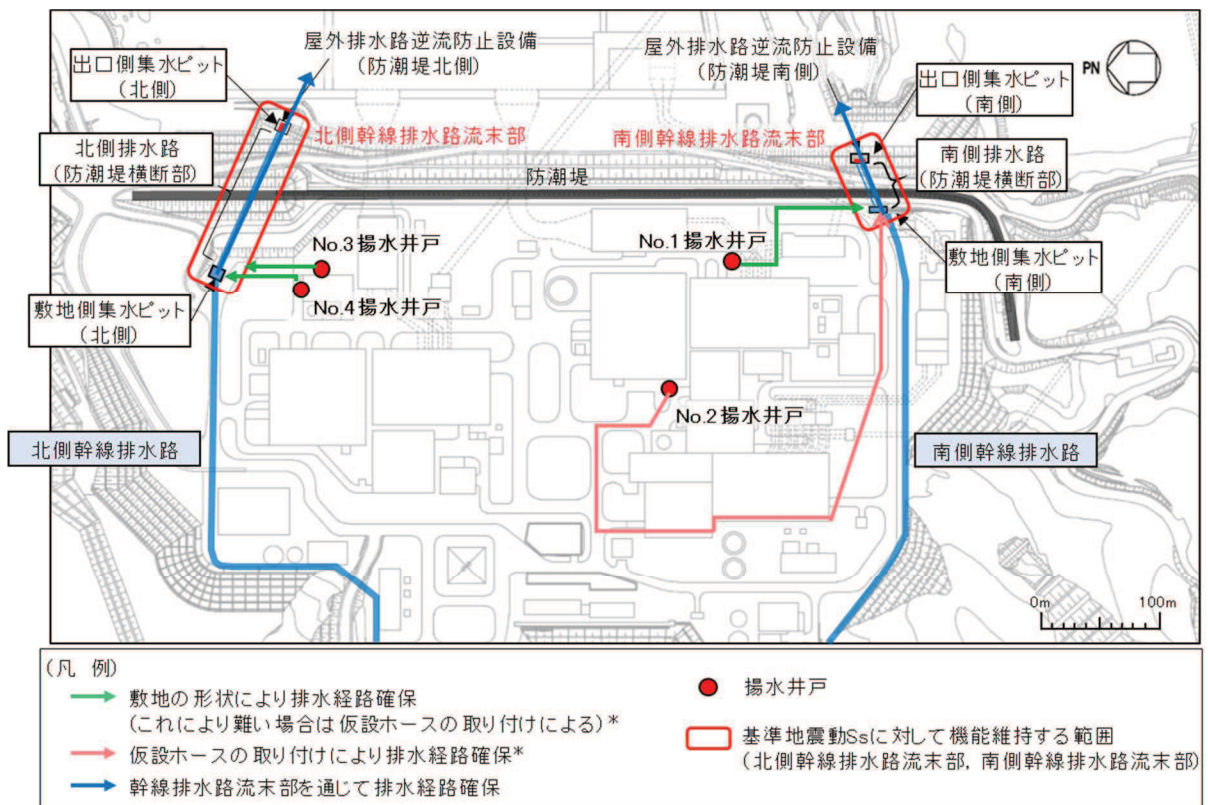 屋外排水路逆流防止設備
(防潮堤北側)
屋外排水路逆流防止設備
(防潮堤南側)
PN
出口側集水ピット
(北側)
出口側集水ピット
(南側)
北側幹線排水路流末部
南側幹線排水路流末部
北側排水路
(防潮堤横断部)
南側排水路
(防潮堤横断部)
防潮堤
No.3揚水井戸
No.1揚水井戸
No.4揚水井戸
敷地側集水ピット
(北側)
敷地側集水ピット
(南側)
No.2揚水井戸
北側幹線排水路
南側幹線排水路
0m
100m
(凡 例)
敷地の形状により排水経路確保
(これにより難い場合は仮設ホースの取り付けによる)*
仮設ホースの取り付けにより排水経路確保*
幹線排水路流末部を通じて排水経路確保
揚水井戸
基準地震動Ssに対して機能維持する範囲
(北側幹線排水路流末部, 南側幹線排水路流末部)